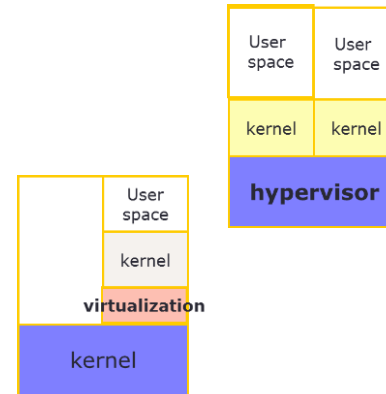 User
space
User
space
kernel
kernel
hypervisor
User
space
kernel
virtualization
kernel